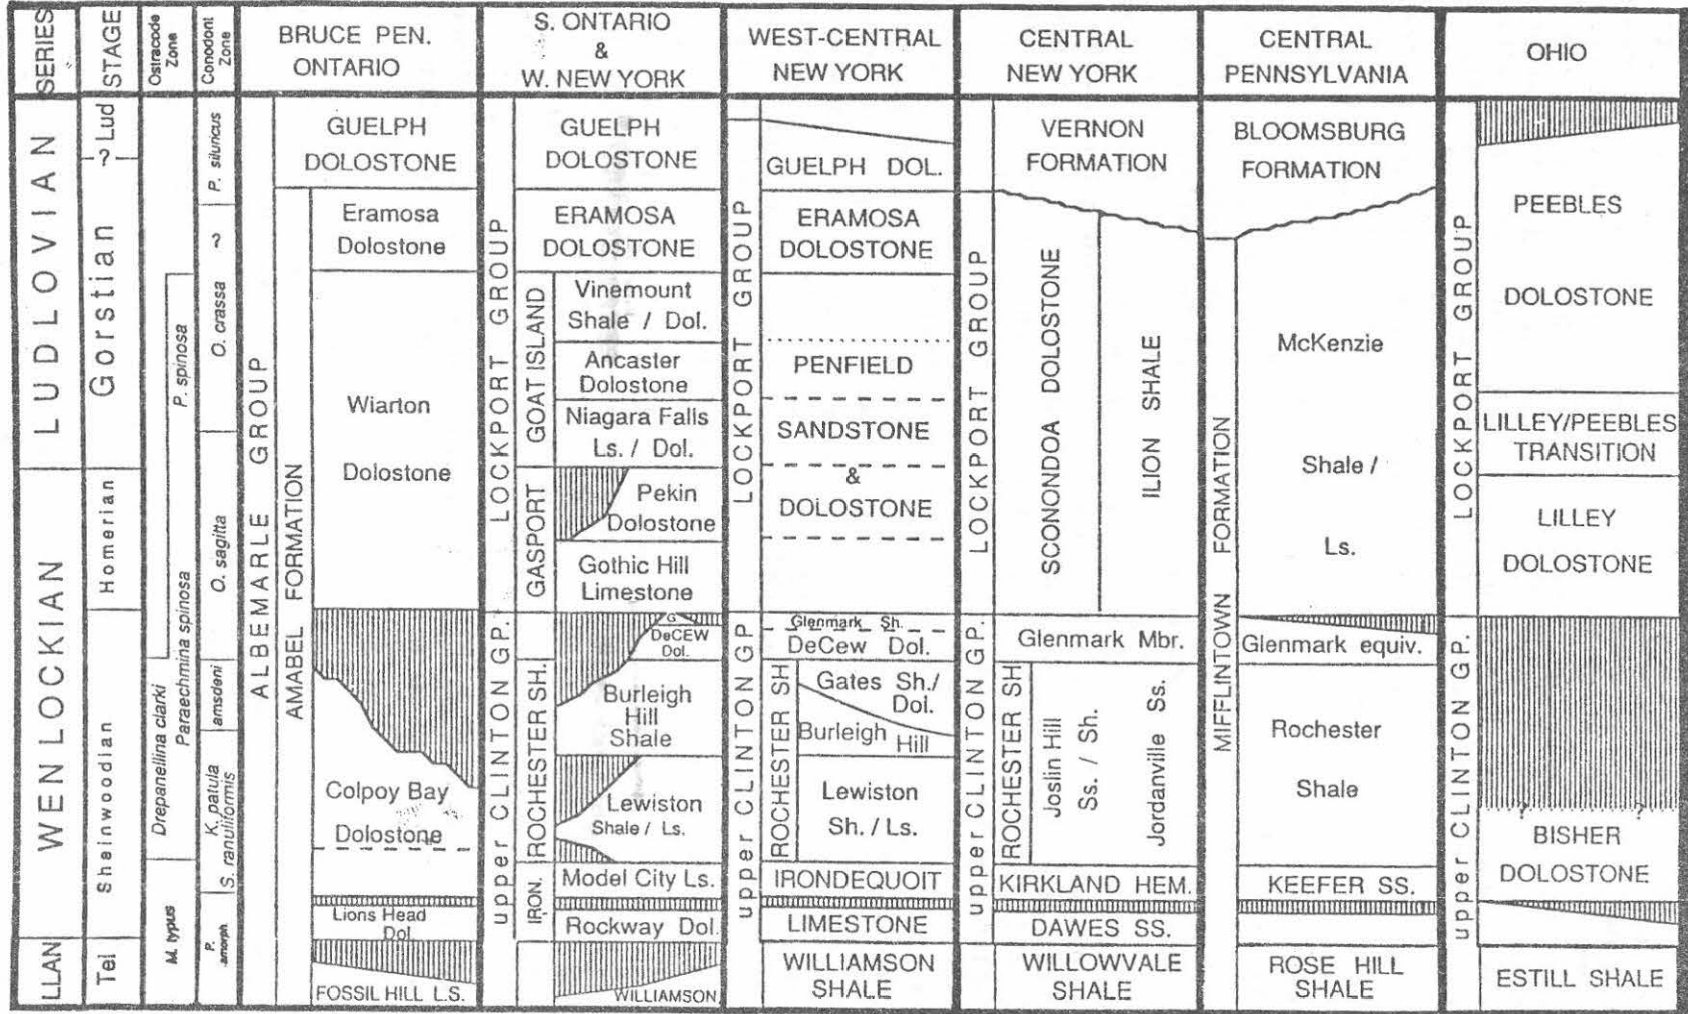 SERIES
STAGE
Ostracode
Zone
Conodont
Zone
BRUCE PEN.
ONTARIO
S. ONTARIO
&
W. NEW YORK
WEST-CENTRAL
NEW YORK
CENTRAL
NEW YORK
CENTRAL
PENNSYLVANIA
OHIO
LUDLOVIAN
WENLOCKIAN
LLAN
Lud
-?-
Gorstian
Homerian
Sheinwoodian
Tel
P. spinosa
Paraechmina spinosa
Drepanellina clarki
M. typus
P. siluricus
?
O. crassa
O. sagitta
amsdeni
K. patula
S. ranuliformis
P.
amorph
ALBEMARLE GROUP
AMABEL FORMATION
GUELPH
DOLOSTONE
Eramosa
Dolostone
Wiarton
Dolostone
Colpoy Bay
Dolostone
Lions Head
Dol.
FOSSIL HILL L.S.
LOCKPORT GROUP
upper CLINTON GP.
GOAT ISLAND
GASPORT
ROCHESTER SH.
IRON.
GUELPH
DOLOSTONE
ERAMOSA
DOLOSTONE
Vinemount
Shale / Dol.
Ancaster
Dolostone
Niagara Falls
Ls. / Dol.
Pekin
Dolostone
Gothic Hill
Limestone
G
DeCEW
Dol.
Burleigh
Hill
Shale
Lewiston
Shale / Ls.
Model City Ls.
Rockway Dol.
WILLIAMSON
LOCKPORT GROUP
upper CLINTON GP
ROCHESTER SH
GUELPH DOL.
ERAMOSA
DOLOSTONE
PENFIELD
SANDSTONE
&
DOLOSTONE
Glenmark Sh.
DeCew Dol.
Gates Sh./
Dol.
Burleigh Hill
Lewiston
Sh. / Ls.
IRONDEQUOIT
LIMESTONE
WILLIAMSON
SHALE
LOCKPORT GROUP
upper CLINTON GP.
ROCHESTER SH
VERNON
FORMATION
SCONONDOA DOLOSTONE
ILION SHALE
Glenmark Mbr.
Joslin Hill
Ss. / Sh.
Jordanville Ss.
KIRKLAND HEM.
DAWES SS.
WILLOWVALE
SHALE
MIFFLINTOWN FORMATION
BLOOMSBURG
FORMATION
McKenzie
Shale /
Ls.
Glenmark equiv.
Rochester
Shale
KEEFER SS.
ROSE HILL
SHALE
LOCKPORT GROUP
upper CLINTON GP.
PEEBLES
DOLOSTONE
LILLEY/PEEBLES
TRANSITION
LILLEY
DOLOSTONE
? ?
BISHER
DOLOSTONE
ESTILL SHALE